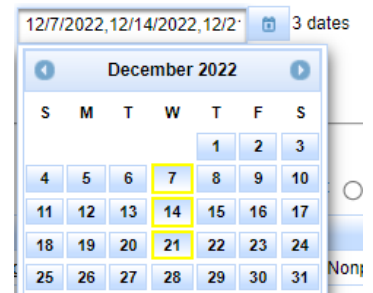 12/7/2022,12/14/2022,12/2 3 dates
December 2022
S M T W T F S
1 2 3
4 5 6 7 8 9 10
11 12 13 14 15 16 17
18 19 20 21 22 23 24
25 26 27 28 29 30 31